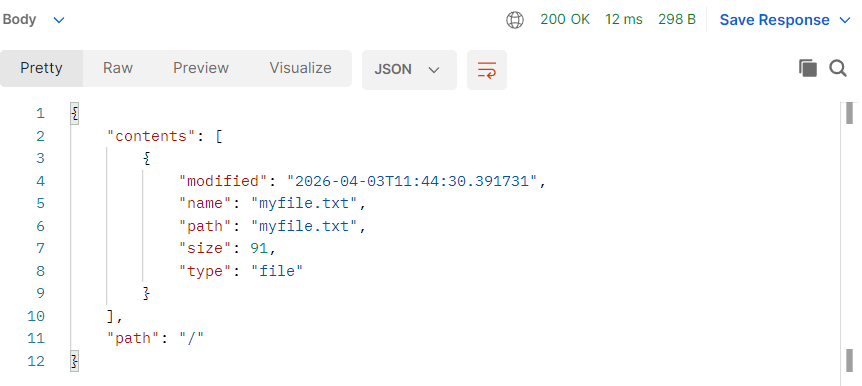 Body 200 OK 12 ms 298 B Save Response
Pretty Raw Preview Visualize JSON
1 {
2 "contents": [
3 {
4 "modified": "2026-04-03T11:44:30.391731",
5 "name": "myfile.txt",
6 "path": "myfile.txt",
7 "size": 91,
8 "type": "file"
9 }
10 ],
11 "path": "/"
12 }